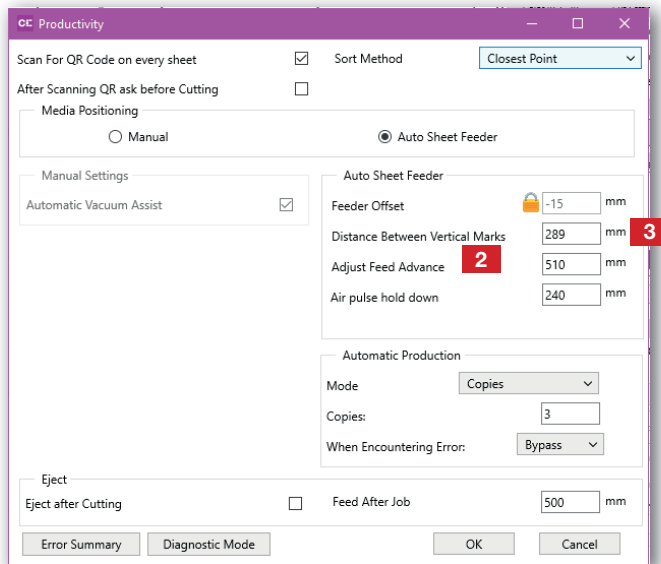 CC Productivity
Scan For QR Code on every sheet
Sort Method Closest Point
After Scanning QR ask before Cutting
Media Positioning
Manual Auto Sheet Feeder
Manual Settings
Automatic Vacuum Assist
Auto Sheet Feeder
Feeder Offset -15 mm
Distance Between Vertical Marks 289 mm 3
Adjust Feed Advance 2 510 mm
Air pulse hold down 240 mm
Automatic Production
Mode Copies
Copies: 3
When Encountering Error: Bypass
Eject
Eject after Cutting
Feed After Job 500 mm
Error Summary Diagnostic Mode OK Cancel